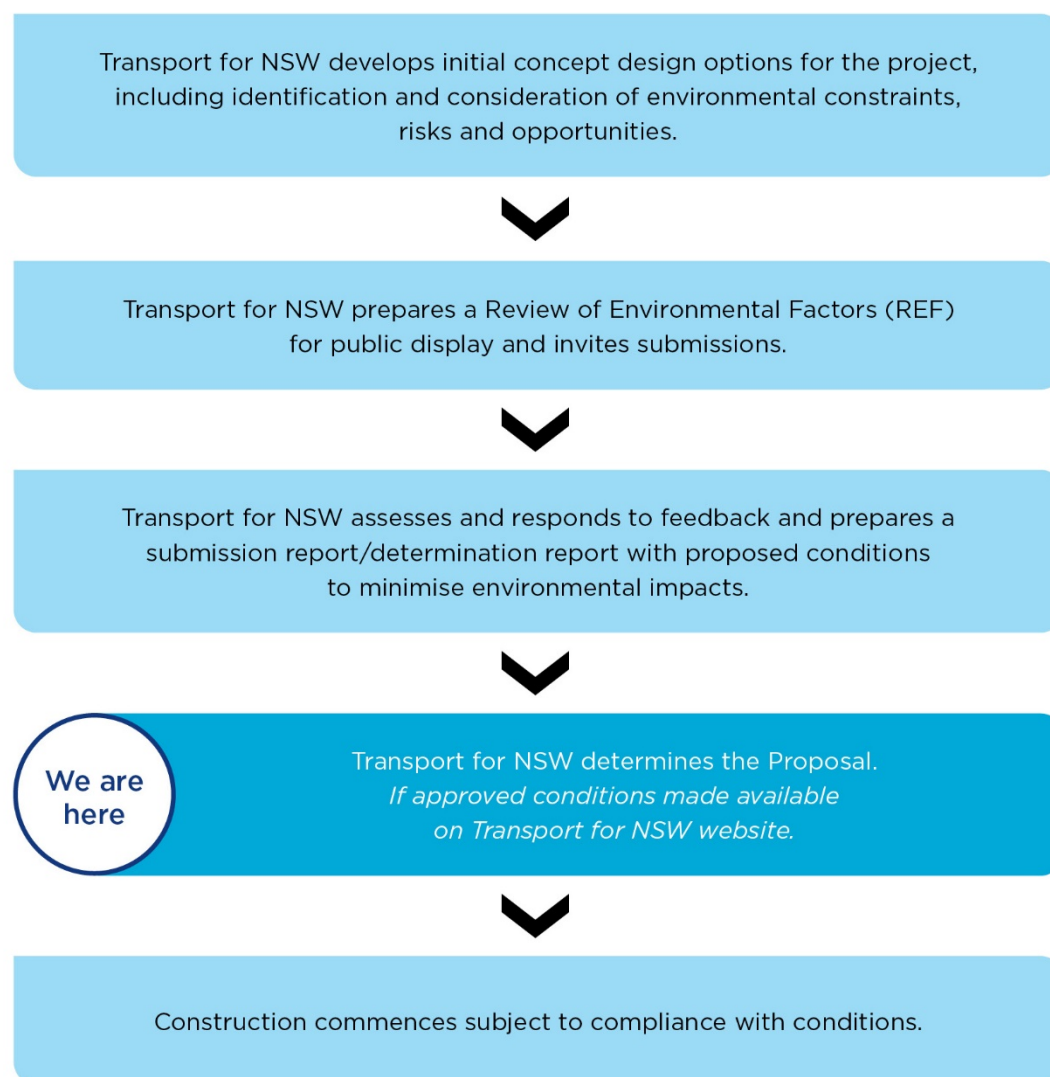 Transport for NSW develops initial concept design options for the project,
including identification and consideration of environmental constraints,
risks and opportunities.
Transport for NSW prepares a Review of Environmental Factors (REF)
for public display and invites submissions.
Transport for NSW assesses and responds to feedback and prepares a
submission report/determination report with proposed conditions
to minimise environmental impacts.
We are
here
Transport for NSW determines the Proposal.
If approved conditions made available
on Transport for NSW website.
Construction commences subject to compliance with conditions.